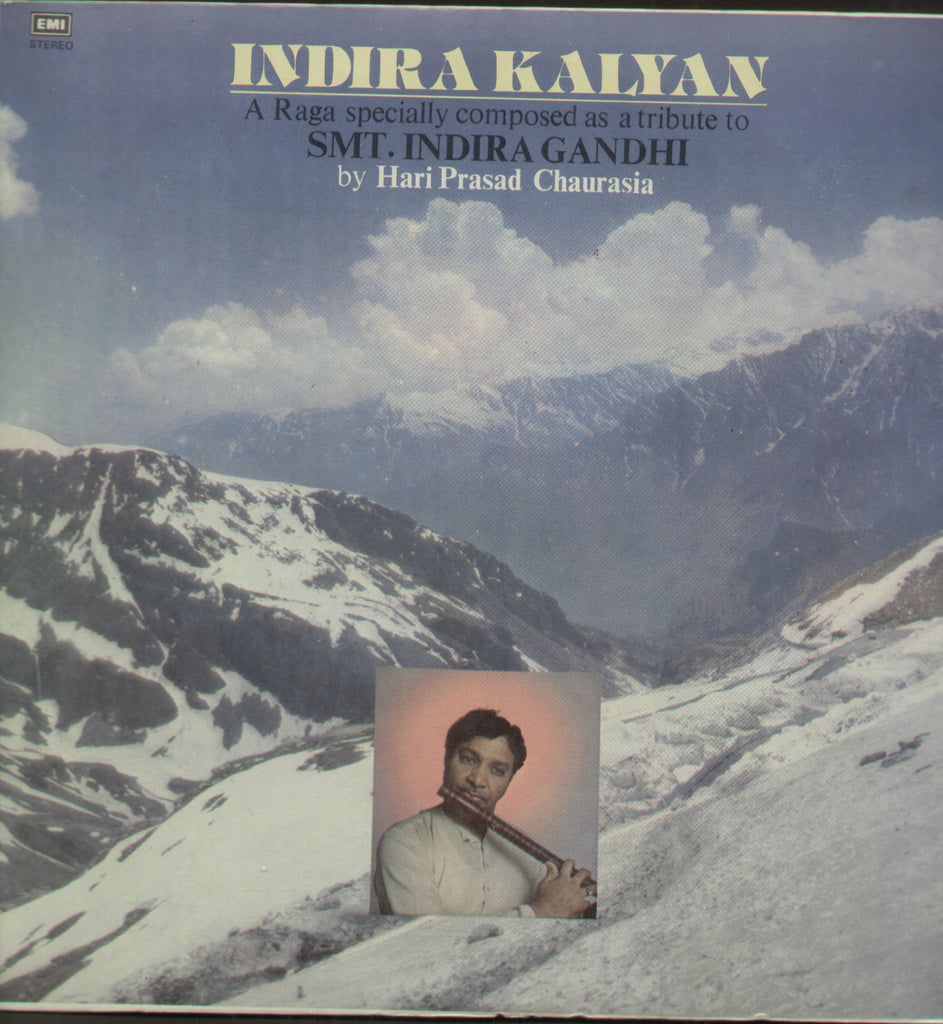 EMI
STEREO
INDIRA KALYAN
A Raga specially composed as a tribute to
SMT. INDIRA GANDHI
by Hari Prasad Chaurasia